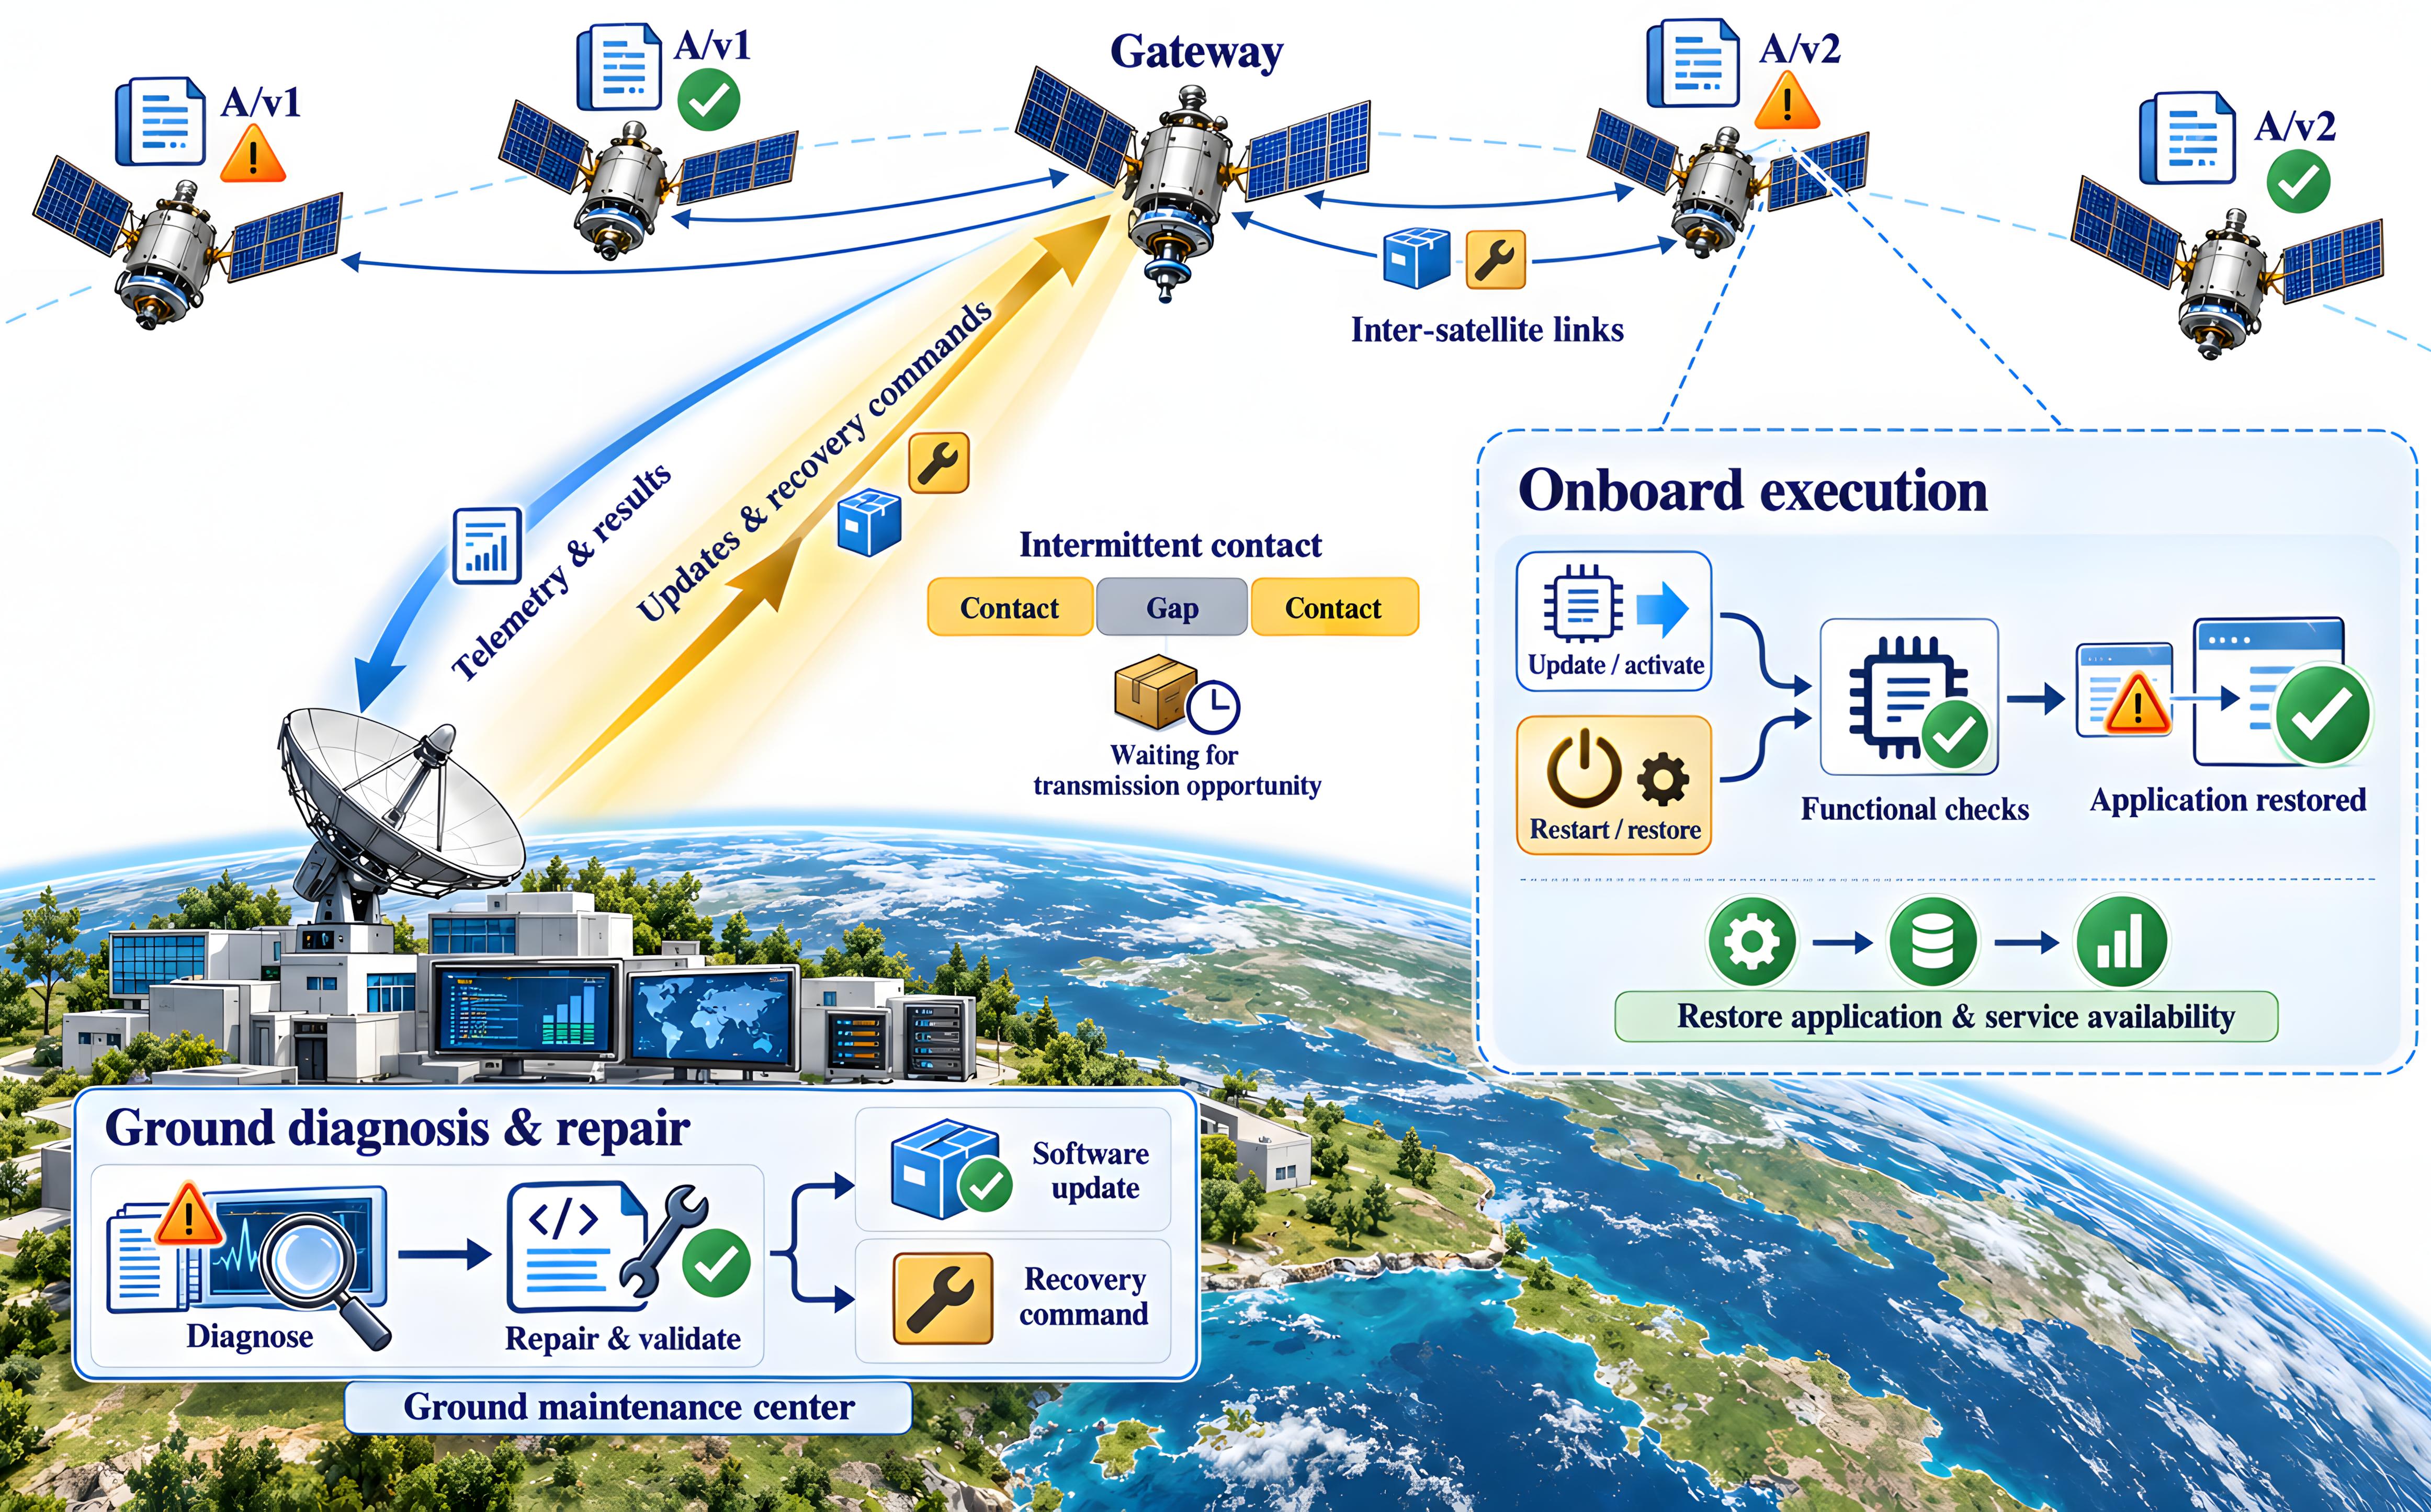 A/v1
A/v1
Gateway
A/v2
A/v2
Inter-satellite links
Telemetry & results
Updates & recovery commands
Intermittent contact
Contact
Gap
Contact
Waiting for
transmission opportunity
Onboard execution
Update / activate
Restart / restore
Functional checks
Application restored
Restore application & service availability
Ground diagnosis & repair
Diagnose
</>
Repair & validate
Software
update
Recovery
command
Ground maintenance center